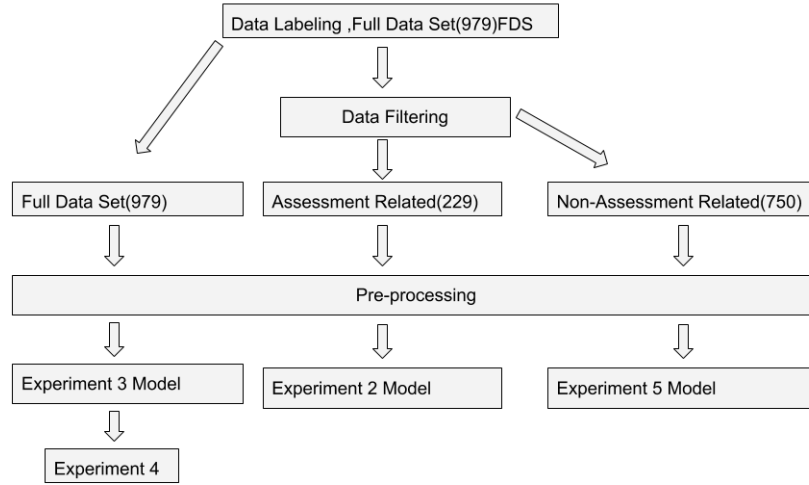 Data Labeling ,Full Data Set(979)FDS
Data Filtering
Full Data Set(979)
Assessment Related(229)
Non-Assessment Related(750)
Pre-processing
Experiment 3 Model
Experiment 2 Model
Experiment 5 Model
Experiment 4